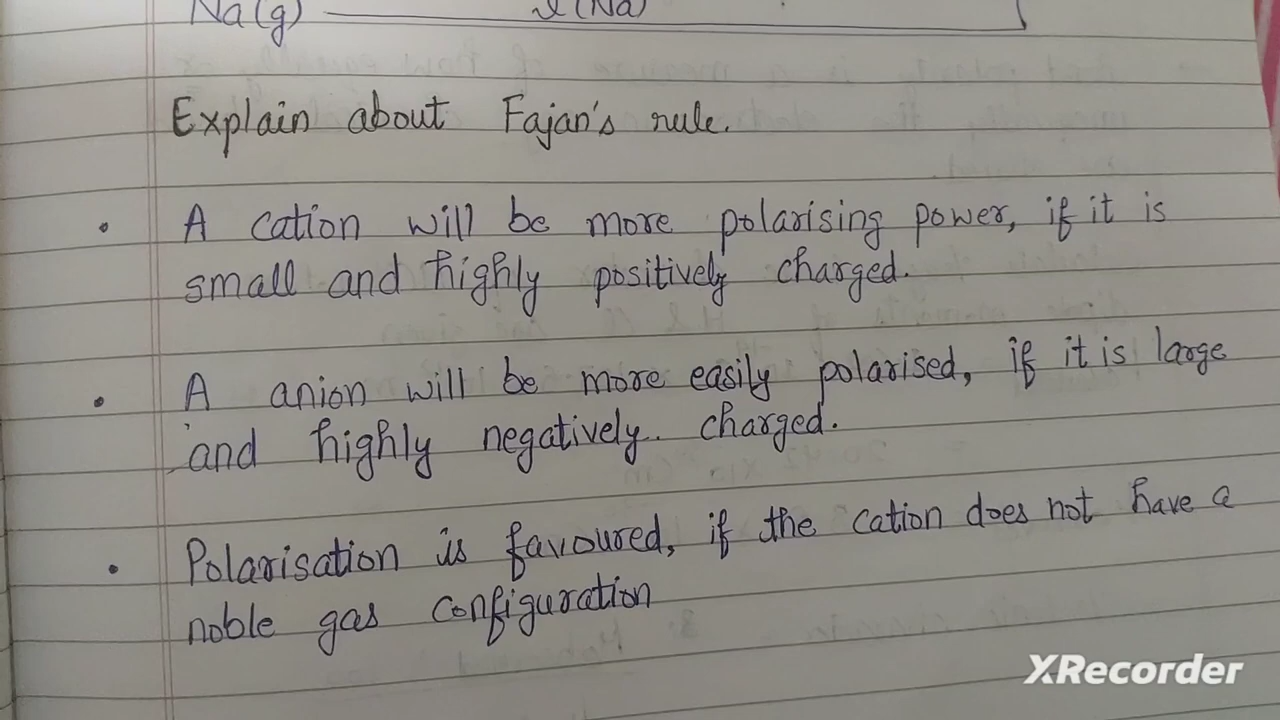 Na(g)
(Na)
Explain about Fajan's rule.
• A cation will be more polarising power, if it is
small and highly positively charged.
• A anion will be more easily polarised, if it is large
and highly negatively. charged.
• Polarisation is favoured, if the cation does not have a
noble gas configuration
XRecorder